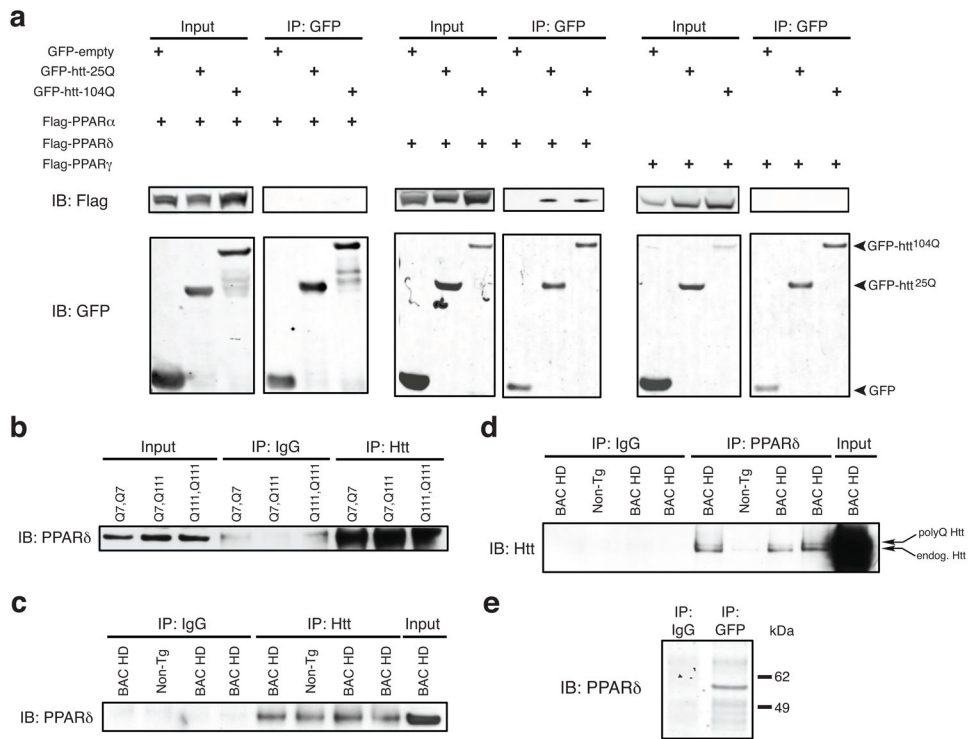 a
Input IP: GFP Input IP: GFP Input IP: GFP
GFP-empty + + + + + +
GFP-htt-25Q + + + + + +
GFP-htt-104Q + + + + + +
Flag-PPARα + + + + + +
Flag-PPARδ + + + + + +
Flag-PPARγ + + + + + +
IB: Flag
IB: GFP
GFP-htt104Q
GFP-htt25Q
GFP
b
Input IP: IgG IP: Htt
Q7,Q7 Q7,Q111 Q111,Q111 Q7,Q7 Q7,Q111 Q111,Q111 Q7,Q7 Q7,Q111 Q111,Q111
IB: PPARδ
c
IP: IgG IP: Htt Input
BAC HD Non-Tg BAC HD BAC HD BAC HD Non-Tg BAC HD BAC HD BAC HD
IB: PPARδ
d
IP: IgG IP: PPARδ Input
BAC HD Non-Tg BAC HD BAC HD BAC HD Non-Tg BAC HD BAC HD BAC HD
IB: Htt
polyQ Htt
endog. Htt
e
IP: IgG IP: GFP kDa
IB: PPARδ
62
49